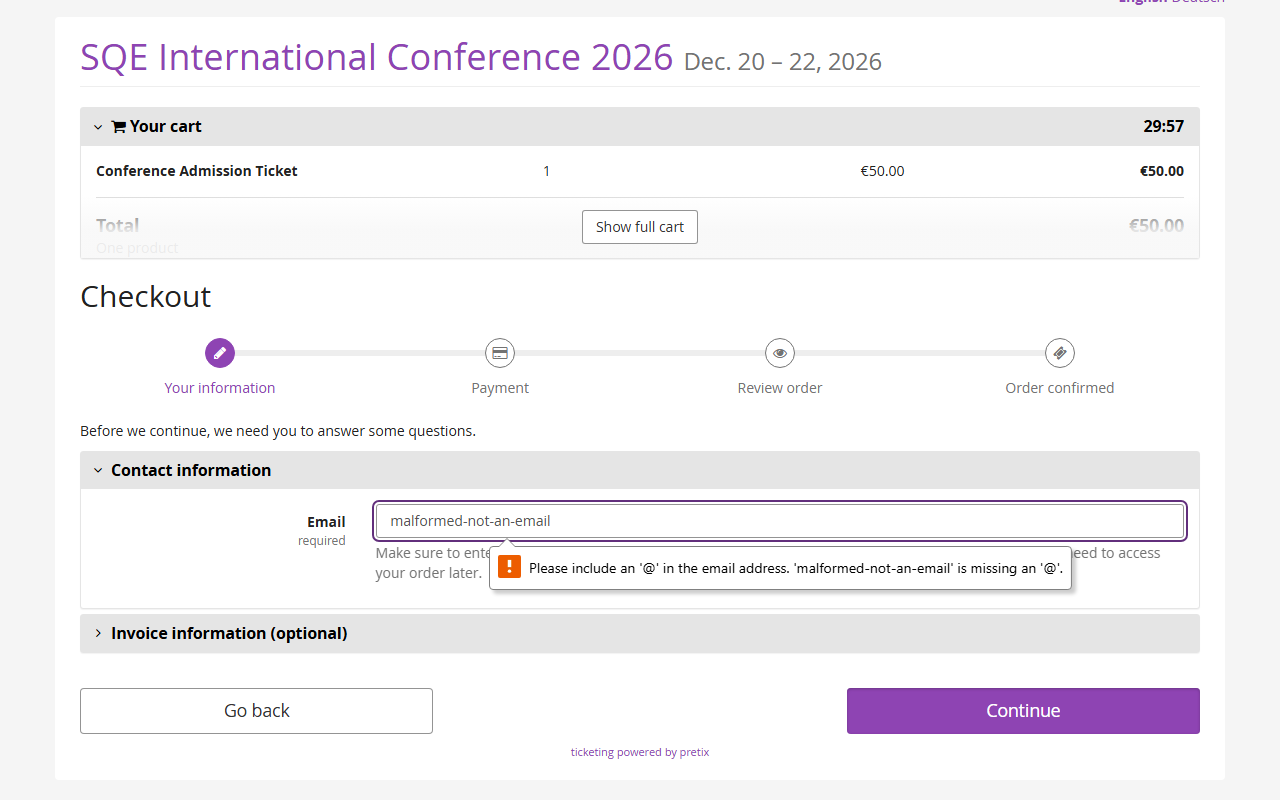 English Deutsch
SQE International Conference 2026 Dec. 20 – 22, 2026
Your cart 29:57
Conference Admission Ticket 1 €50.00 €50.00
Total €50.00
Show full cart
One product
Checkout
Your information Payment Review order Order confirmed
Before we continue, we need you to answer some questions.
Contact information
Email malformed-not-an-email
required
Make sure to ente eed to access
your order later.
Please include an '@' in the email address. 'malformed-not-an-email' is missing an '@'.
Invoice information (optional)
Go back Continue
ticketing powered by pretix